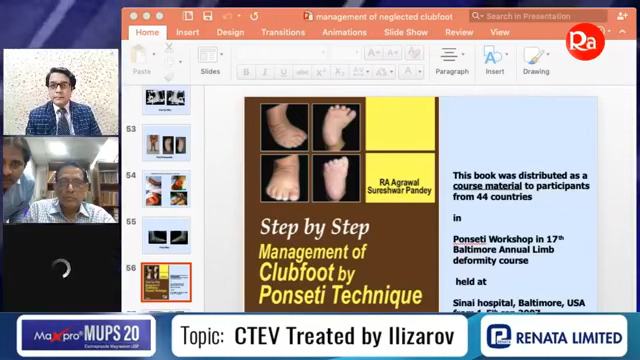 management of neglected clubfoot
Search in Presentation
Home Insert Design Transitions Animations Slide Show Review View
Paste Slides Paragraph Insert Drawing
Ra
53
54
55
56
RA Agrawal
Sureshwar Pandey
Step by Step
Management of
Clubfoot by
Ponseti Technique
This book was distributed as a
course material to participants
from 44 countries
in
Ponseti Workshop in 17th
Baltimore Annual Limb
deformity course
held at
Sinai hospital, Baltimore, USA
Maxpro MUPS 20
Topic: CTEV Treated by Ilizarov
RENATA LIMITED